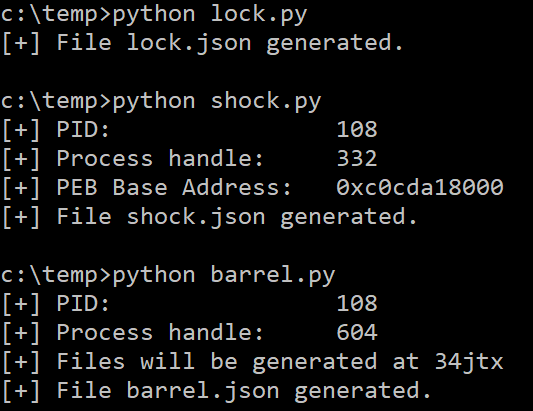 c:\temp>python lock.py
[+] File lock.json generated.
c:\temp>python shock.py
[+] PID: 108
[+] Process handle: 332
[+] PEB Base Address: 0xc0cda18000
[+] File shock.json generated.
c:\temp>python barrel.py
[+] PID: 108
[+] Process handle: 604
[+] Files will be generated at 34jtx
[+] File barrel.json generated.